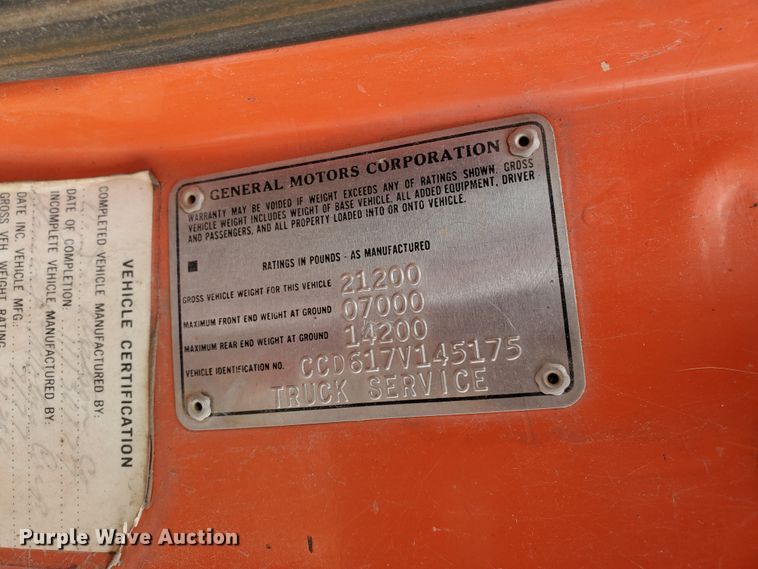 GENERAL MOTORS CORPORATION
WARRANTY MAY BE VOIDED IF WEIGHT EXCEEDS ANY OF RATINGS SHOWN. GROSS
VEHICLE WEIGHT INCLUDES WEIGHT OF BASE VEHICLE, ALL ADDED EQUIPMENT, DRIVER
AND PASSENGERS, AND ALL PROPERTY LOADED INTO OR ONTO VEHICLE.
RATINGS IN POUNDS - AS MANUFACTURED
GROSS VEHICLE WEIGHT FOR THIS VEHICLE 21200
MAXIMUM FRONT END WEIGHT AT GROUND 07000
MAXIMUM REAR END WEIGHT AT GROUND 14200
VEHICLE IDENTIFICATION NO. CCD617V145175
TRUCK SERVICE
VEHICLE CERTIFICATION
COMPLETED VEHICLE MANUFACTURED BY:
DATE OF COMPLETION:
INCOMPLETE VEHICLE MANUFACTURED BY:
DATE INC. VEHICLE MFG.:
GROSS VEH. WEIGHT RATING
Purple Wave Auction